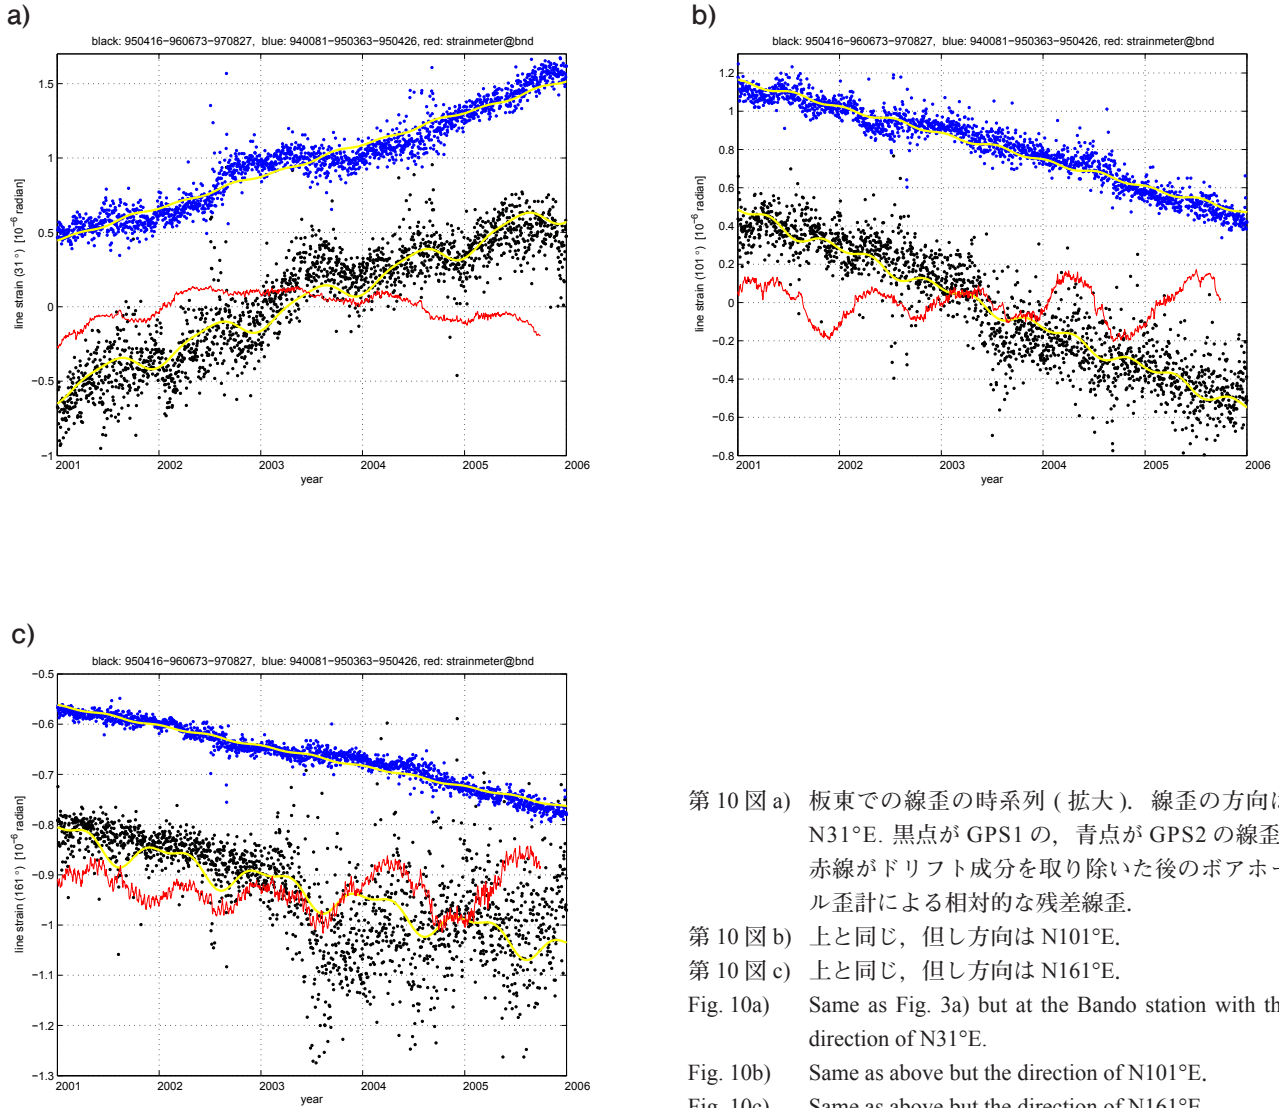 a)
black: 950416−960673−970827, blue: 940081−950363−950426, red: strainmeter@bnd
1.5
1
0.5
0
−0.5
−1
line strain (31°) [10⁻⁶ radian]
2001 2002 2003 2004 2005 2006
year
b)
black: 950416−960673−970827, blue: 940081−950363−950426, red: strainmeter@bnd
1.2
1
0.8
0.6
0.4
0.2
0
−0.2
−0.4
−0.6
−0.8
line strain (101°) [10⁻⁶ radian]
2001 2002 2003 2004 2005 2006
year
c)
black: 950416−960673−970827, blue: 940081−950363−950426, red: strainmeter@bnd
−0.5
−0.6
−0.7
−0.8
−0.9
−1
−1.1
−1.2
−1.3
line strain (161°) [10⁻⁶ radian]
2001 2002 2003 2004 2005 2006
year
第 10 図 a) 板東での線歪の時系列 ( 拡大 ). 線歪の方向は
N31°E. 黒点が GPS1 の, 青点が GPS2 の線歪
赤線がドリフト成分を取り除いた後のボアホー
ル歪計による相対的な残差線歪.
第 10 図 b) 上と同じ, 但し方向は N101°E.
第 10 図 c) 上と同じ, 但し方向は N161°E.
Fig. 10a) Same as Fig. 3a) but at the Bando station with th
direction of N31°E.
Fig. 10b) Same as above but the direction of N101°E.
Fig. 10c) Same as above but the direction of N161°E